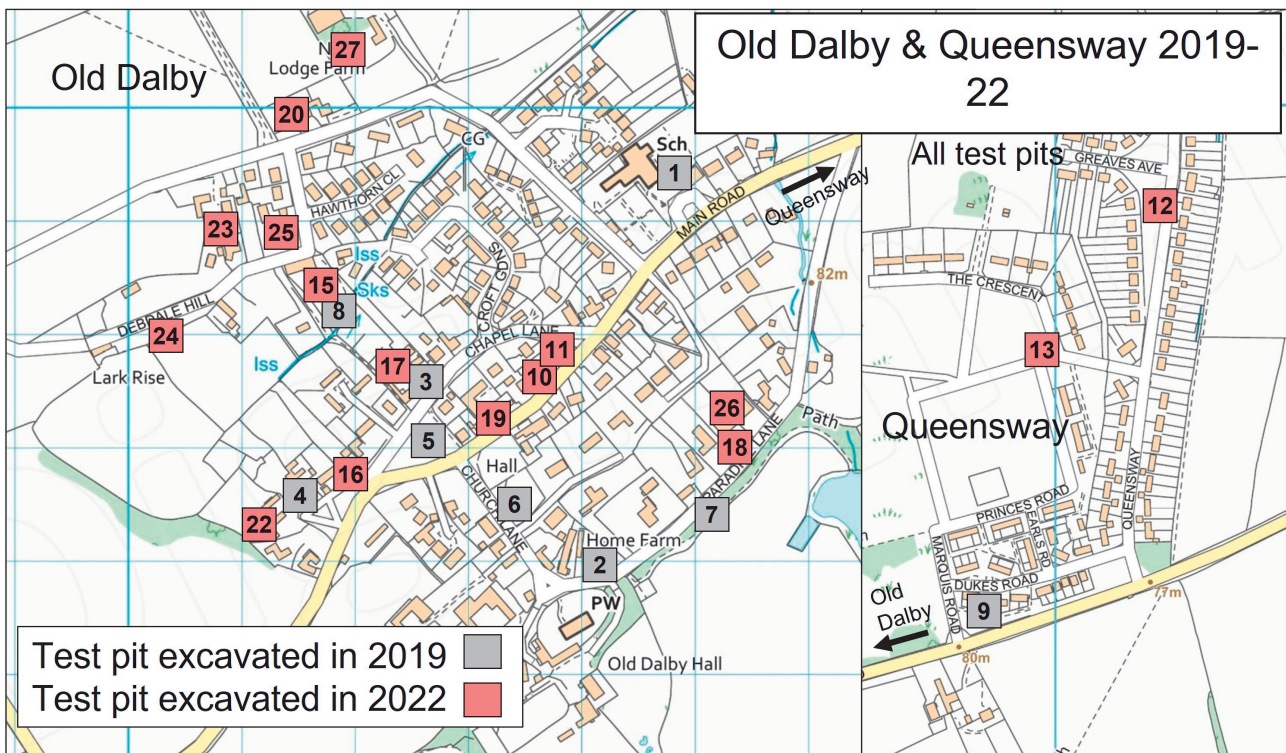 Old Dalby & Queensway 2019-
22
Old Dalby
27
Lodge Farm
20
CG
Sch
1
MAIN ROAD
Queensway
HAWTHORN CL
23
25
Iss
15
Sks
8
82m
DEBDALE HILL
24
Lark Rise
Iss
CROFT GNS
CHAPEL LANE
17
3
11
10
19
5
26
18
Path
PARADISE LANE
16
Hall
4
22
CHURCH LANE
6
7
Home Farm
2
PW
Old Dalby Hall
Test pit excavated in 2019
Test pit excavated in 2022
All test pits
GREAVES AVE
12
THE CRESCENT
13
Queensway
QUEENSWAY
PRINCES ROAD
EARLS RD
MARQUIS ROAD
DUKES ROAD
9
Old
Dalby
77m
80m